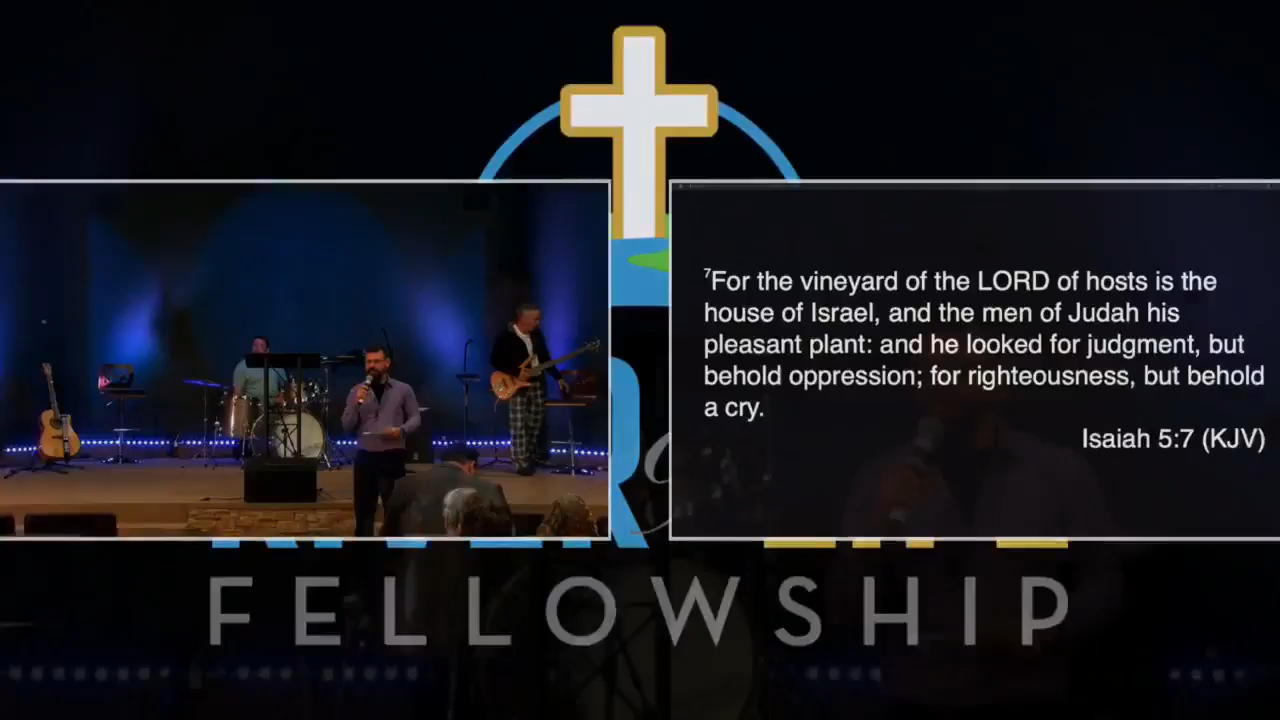 ⁷For the vineyard of the LORD of hosts is the
house of Israel, and the men of Judah his
pleasant plant: and he looked for judgment, but
behold oppression; for righteousness, but behold
a cry.
Isaiah 5:7 (KJV)
FELLOWSHIP